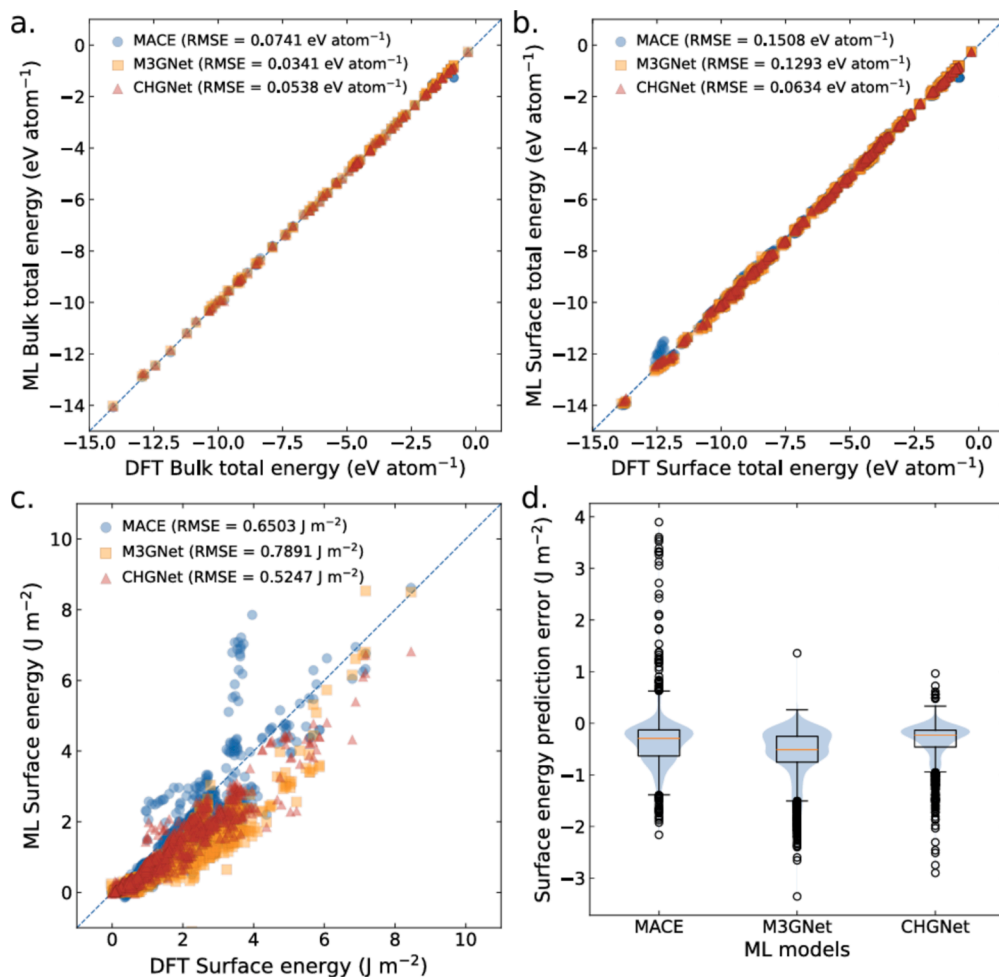 a.
MACE (RMSE = 0.0741 eV atom⁻¹)
M3GNet (RMSE = 0.0341 eV atom⁻¹)
CHGNet (RMSE = 0.0538 eV atom⁻¹)
ML Bulk total energy (eV atom⁻¹)
0
−2
−4
−6
−8
−10
−12
−14
−15.0 −12.5 −10.0 −7.5 −5.0 −2.5 0.0
DFT Bulk total energy (eV atom⁻¹)
b.
MACE (RMSE = 0.1508 eV atom⁻¹)
M3GNet (RMSE = 0.1293 eV atom⁻¹)
CHGNet (RMSE = 0.0634 eV atom⁻¹)
ML Surface total energy (eV atom⁻¹)
0
−2
−4
−6
−8
−10
−12
−14
−15.0 −12.5 −10.0 −7.5 −5.0 −2.5 0.0
DFT Surface total energy (eV atom⁻¹)
c.
MACE (RMSE = 0.6503 J m⁻²)
M3GNet (RMSE = 0.7891 J m⁻²)
CHGNet (RMSE = 0.5247 J m⁻²)
ML Surface energy (J m⁻²)
10
8
6
4
2
0
0 2 4 6 8 10
DFT Surface energy (J m⁻²)
d.
Surface energy prediction error (J m⁻²)
4
3
2
1
0
−1
−2
−3
MACE M3GNet CHGNet
ML models